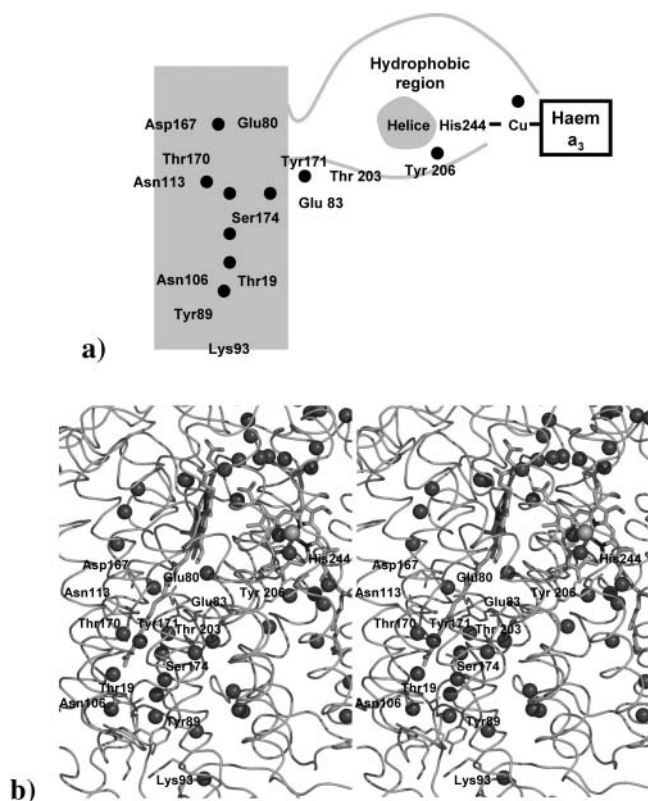 Hydrophobic
region
Asp167 Glu80
Helice His244 Cu Haem
a3
Thr170
Asn113
Tyr171
Thr 203
Tyr 206
Glu 83
Ser174
Asn106 Thr19
Tyr89
a)
Lys93
His244 His244
Asp167 Glu80 Asp167 Glu80
Asn113 Glu83 Tyr 206 Asn113 Glu83 Tyr 206
Thr170 Tyr171 Thr 203 Thr170 Tyr171 Thr 203
Ser174 Ser174
Thr19 Thr19
Asn106 Asn106
Tyr89 Tyr89
Lys93 Lys93
b)